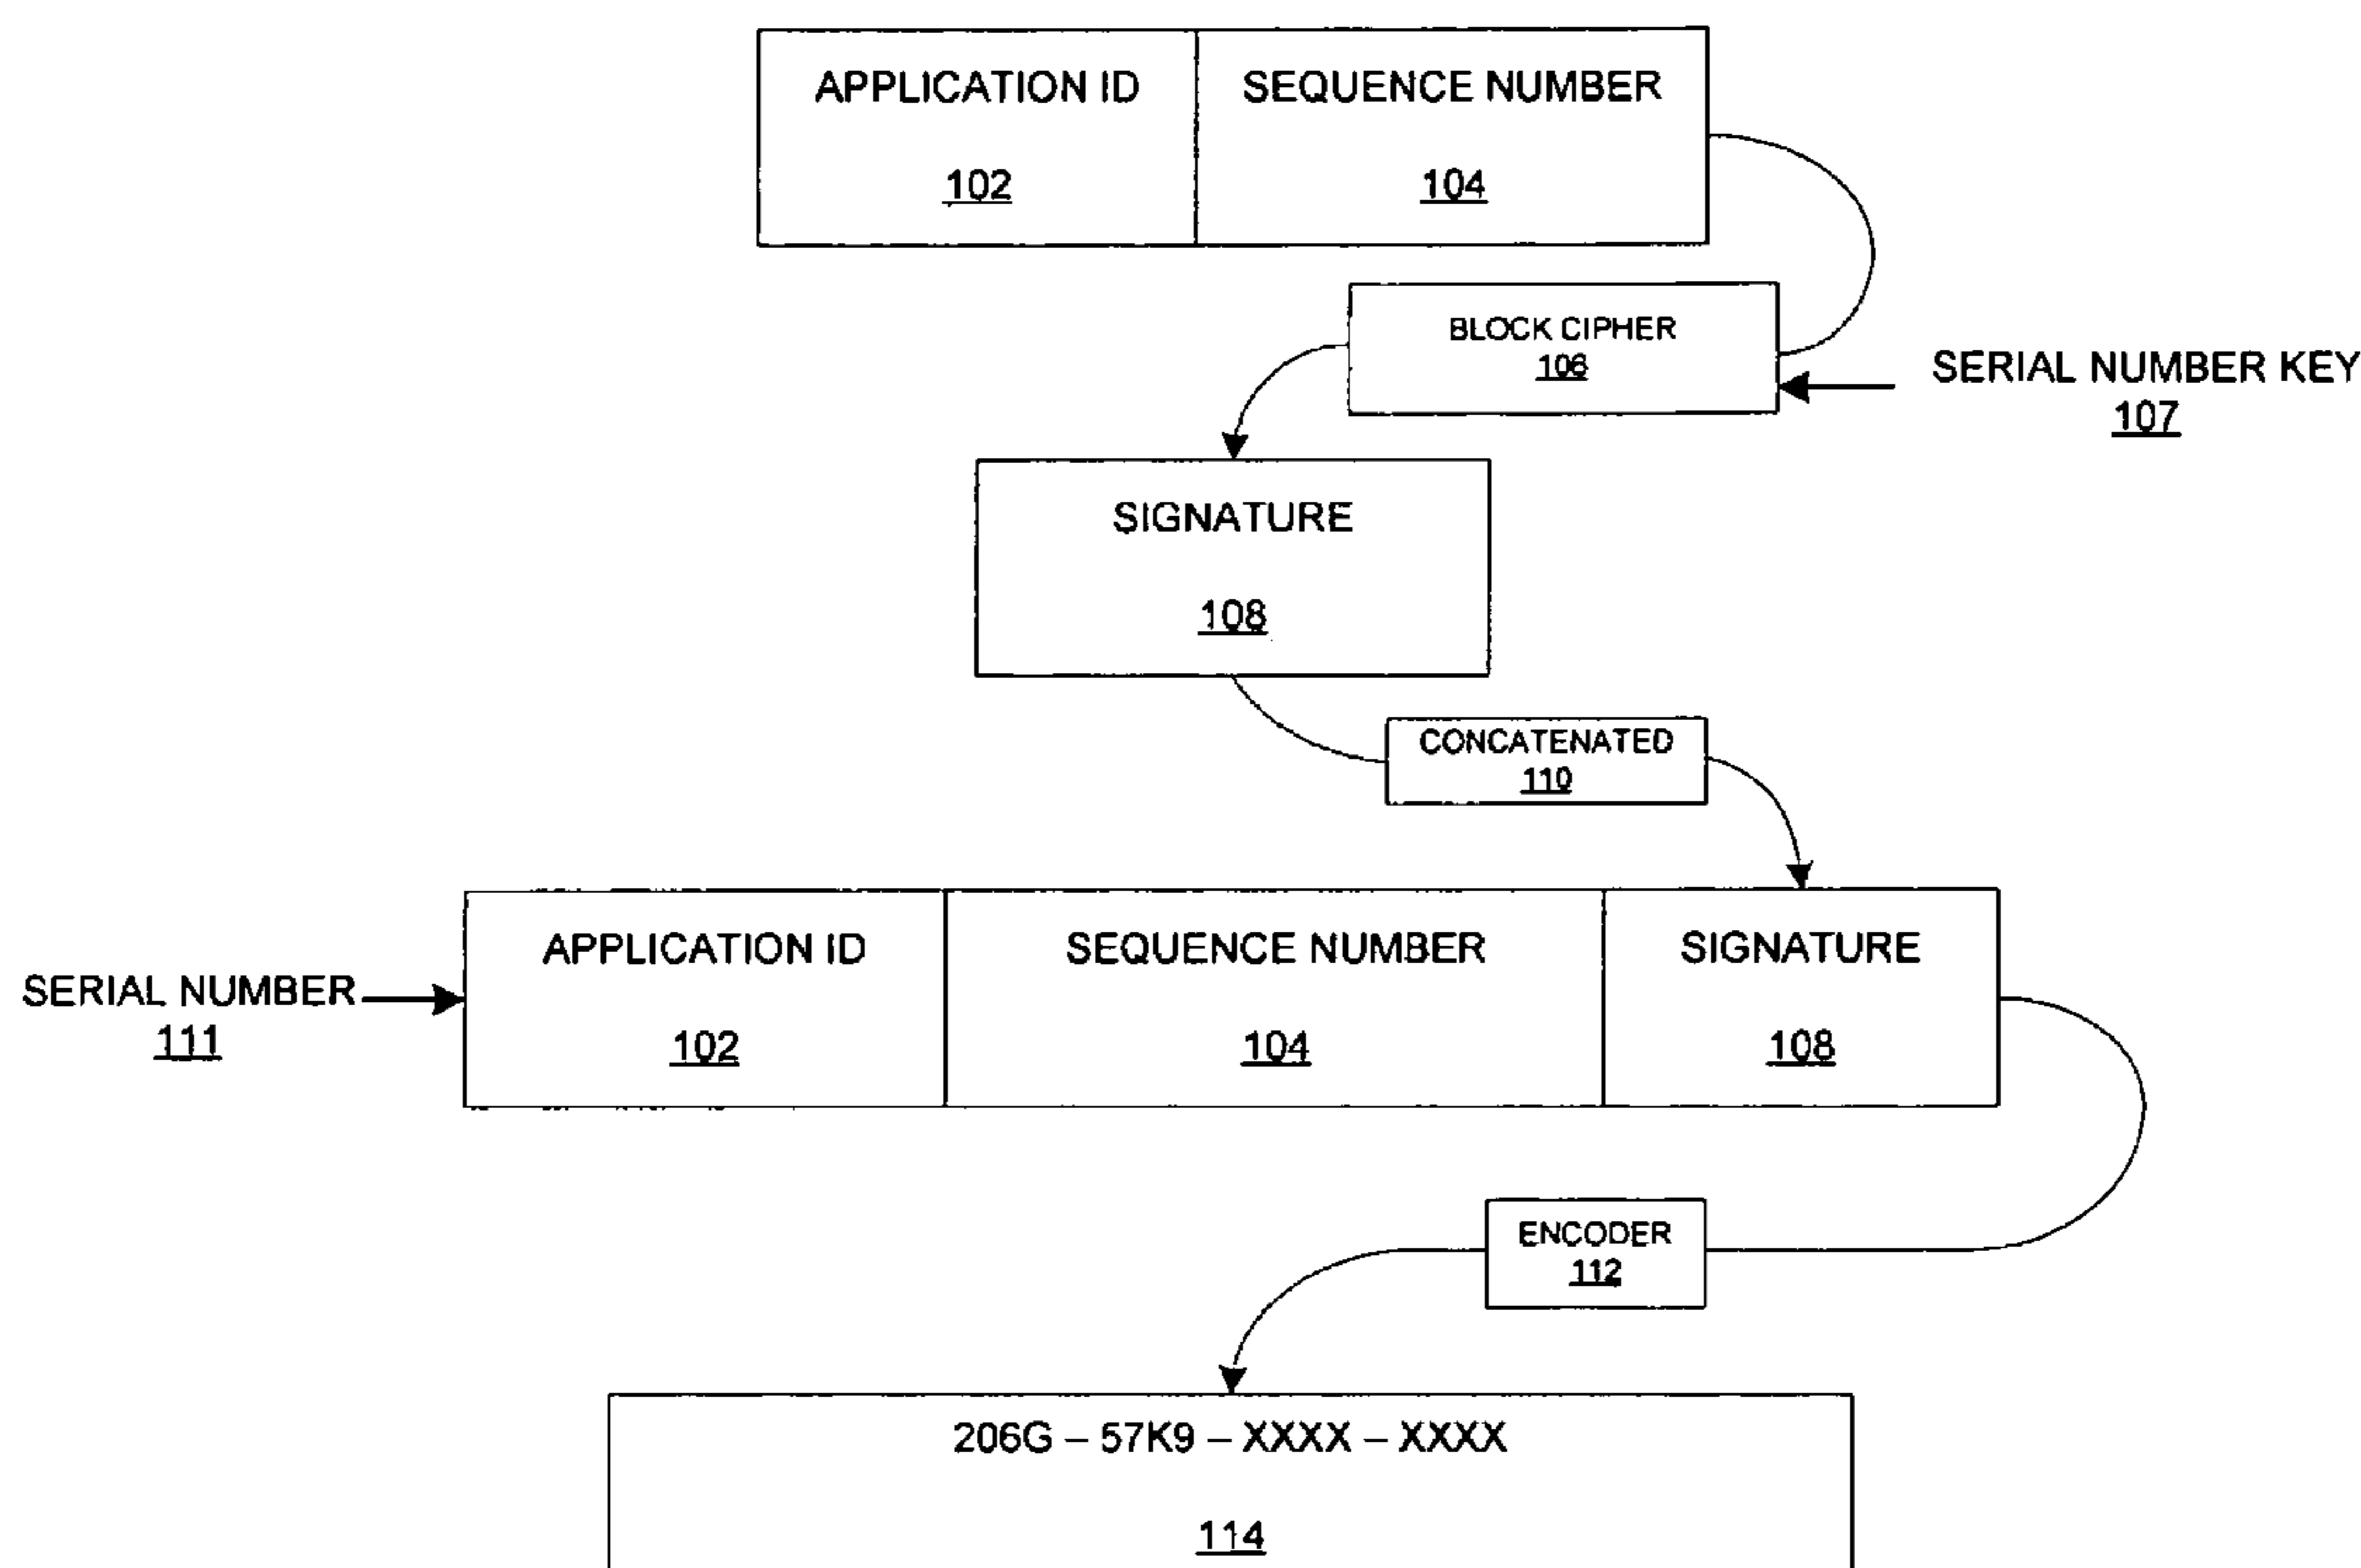 APPLICATION ID
SEQUENCE NUMBER
102
104
BLOCK CIPHER
106
SERIAL NUMBER KEY
107
SIGNATURE
108
CONCATENATED
110
SERIAL NUMBER
111
APPLICATION ID
SEQUENCE NUMBER
SIGNATURE
102
104
108
ENCODER
112
206G – 57K9 – XXXX – XXXX
114